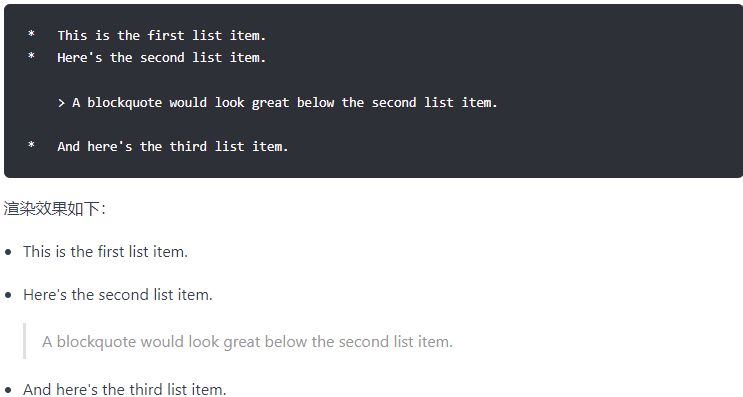 *   This is the first list item.
*   Here's the second list item.
    > A blockquote would look great below the second list item.
*   And here's the third list item.
渲染效果如下：
• This is the first list item.
• Here's the second list item.
A blockquote would look great below the second list item.
• And here's the third list item.